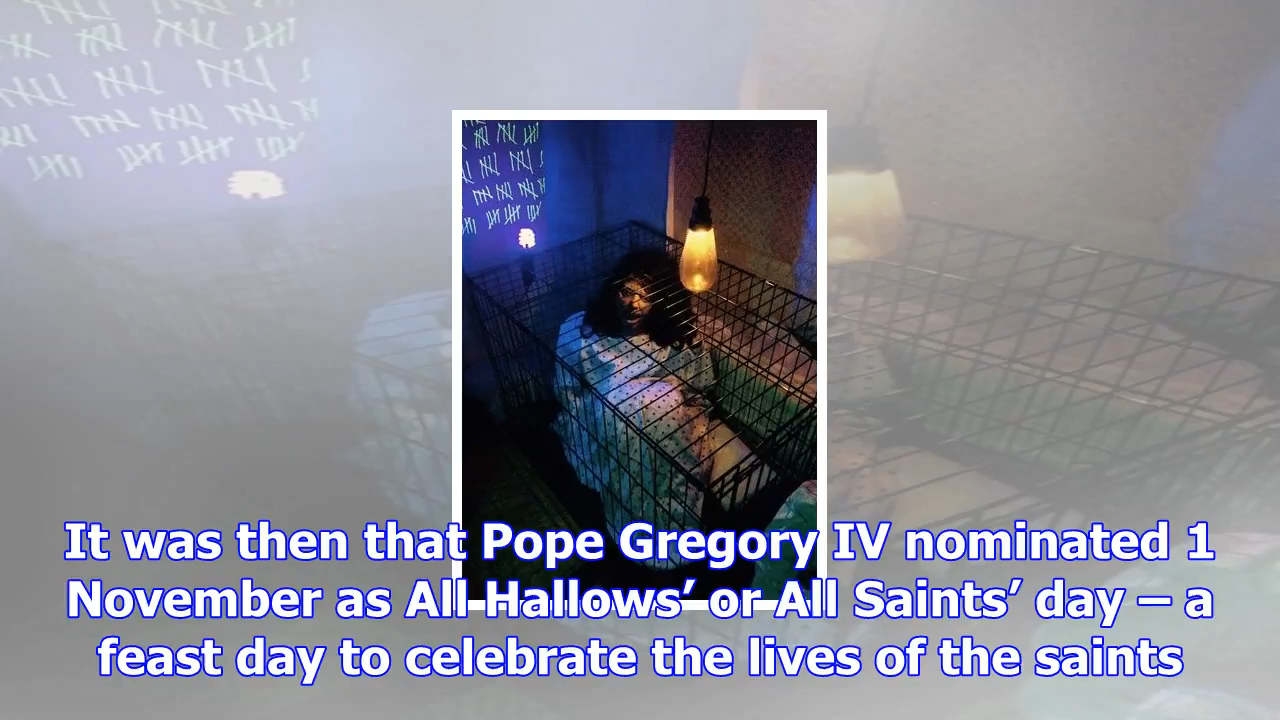 It was then that Pope Gregory IV nominated 1
November as All Hallows’ or All Saints’ day – a
feast day to celebrate the lives of the saints